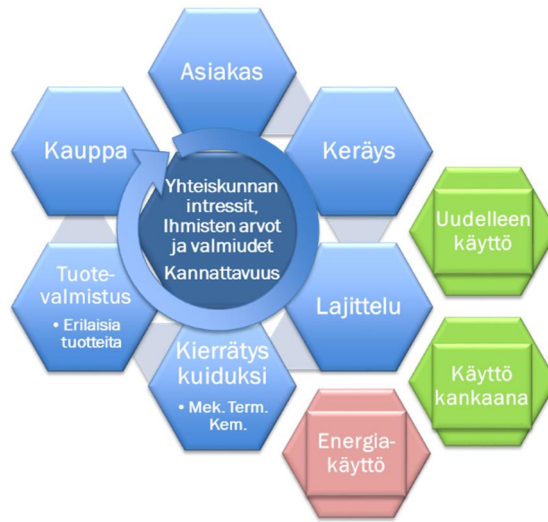 Asiakas
Keräys
Lajittelu
Kierrätys
kuiduksi
• Mek. Term.
Kem.
Tuote-
valmistus
• Erilaisia
tuotteita
Kauppa
Yhteiskunnan
intressit,
Ihmisten arvot
ja valmiudet
Kannattavuus
Uudelleen
käyttö
Käyttö
kankaana
Energia-
käyttö